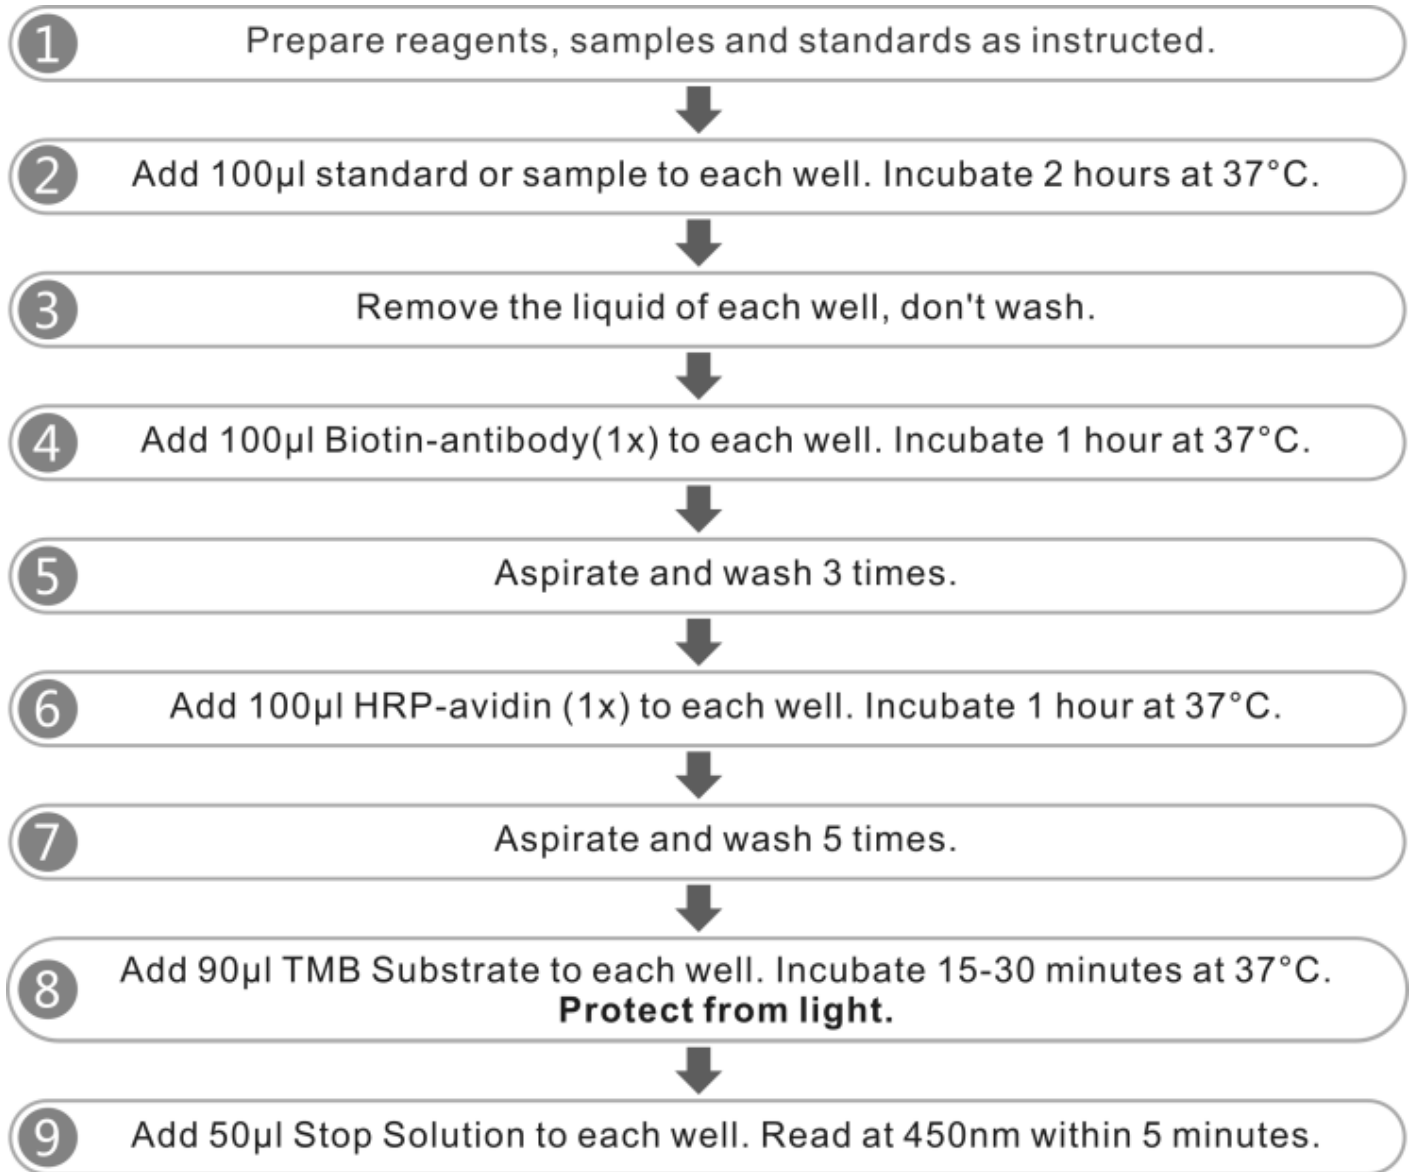 1
Prepare reagents, samples and standards as instructed.
2
Add 100µl standard or sample to each well. Incubate 2 hours at 37°C.
3
Remove the liquid of each well, don't wash.
4
Add 100µl Biotin-antibody(1x) to each well. Incubate 1 hour at 37°C.
5
Aspirate and wash 3 times.
6
Add 100µl HRP-avidin (1x) to each well. Incubate 1 hour at 37°C.
7
Aspirate and wash 5 times.
8
Add 90µl TMB Substrate to each well. Incubate 15-30 minutes at 37°C.
Protect from light.
9
Add 50µl Stop Solution to each well. Read at 450nm within 5 minutes.